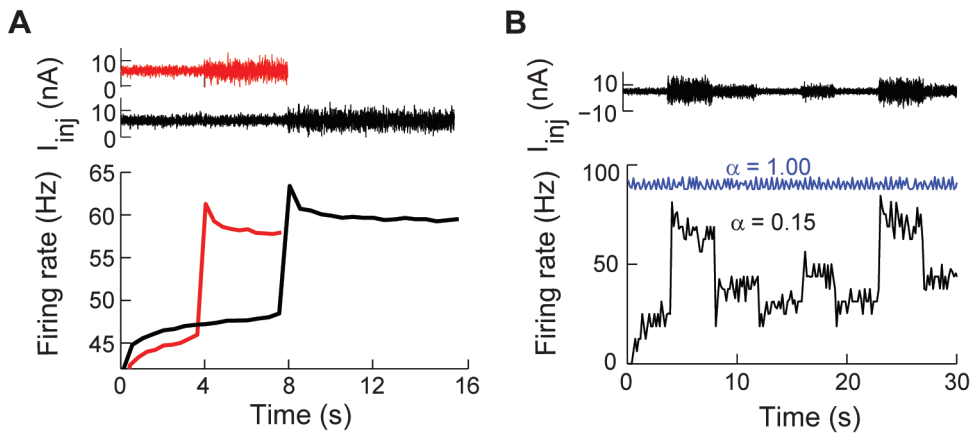 A
10
0
10
0
I inj (nA)
65
60
55
50
45
Firing rate (Hz)
0 4 8 12 16
Time (s)
B
10
−10
I inj (nA)
100
50
0
Firing rate (Hz)
α = 1.00
α = 0.15
0 10 20 30
Time (s)